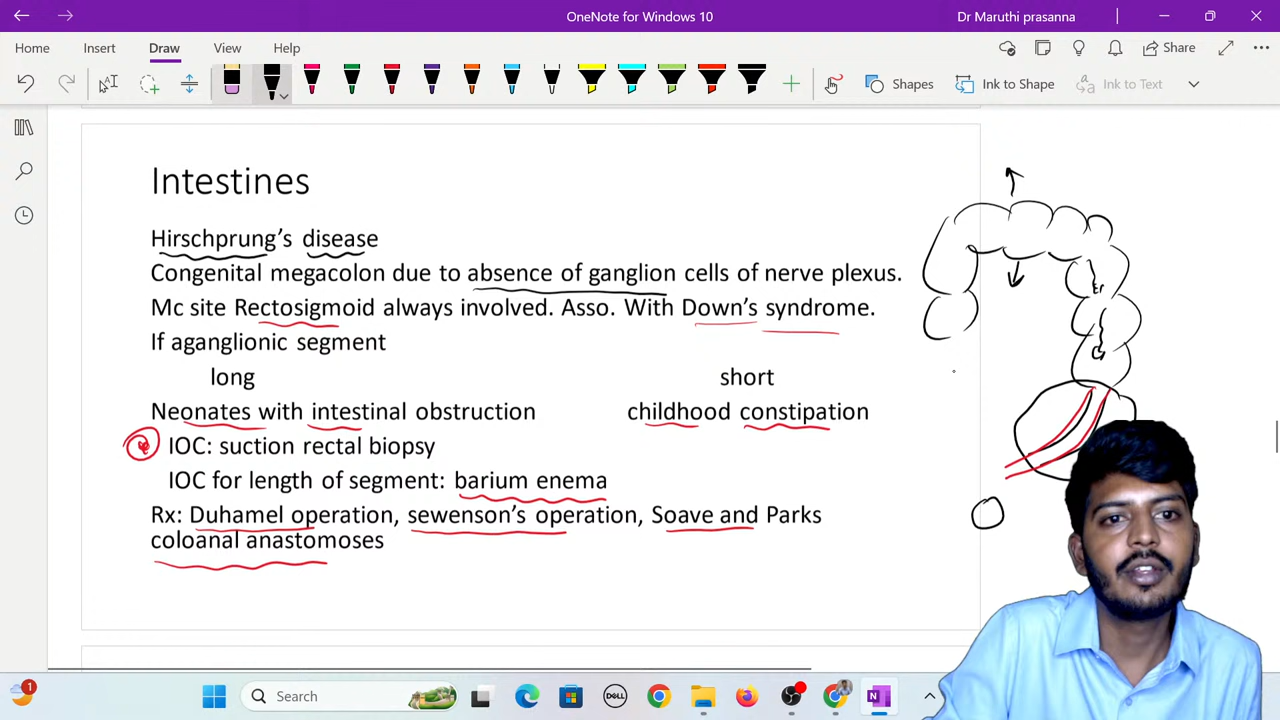 OneNote for Windows 10
Dr Maruthi prasanna
Home
Insert
Draw
View
Help
Share
Shapes
Ink to Shape
Ink to Text
Intestines
Hirschprung's disease
Congenital megacolon due to absence of ganglion cells of nerve plexus.
Mc site Rectosigmoid always involved. Asso. With Down's syndrome.
If aganglionic segment
long short
Neonates with intestinal obstruction childhood constipation
IOC: suction rectal biopsy
IOC for length of segment: barium enema
Rx: Duhamel operation, sewenson's operation, Soave and Parks
coloanal anastomoses
1
Search
DELL